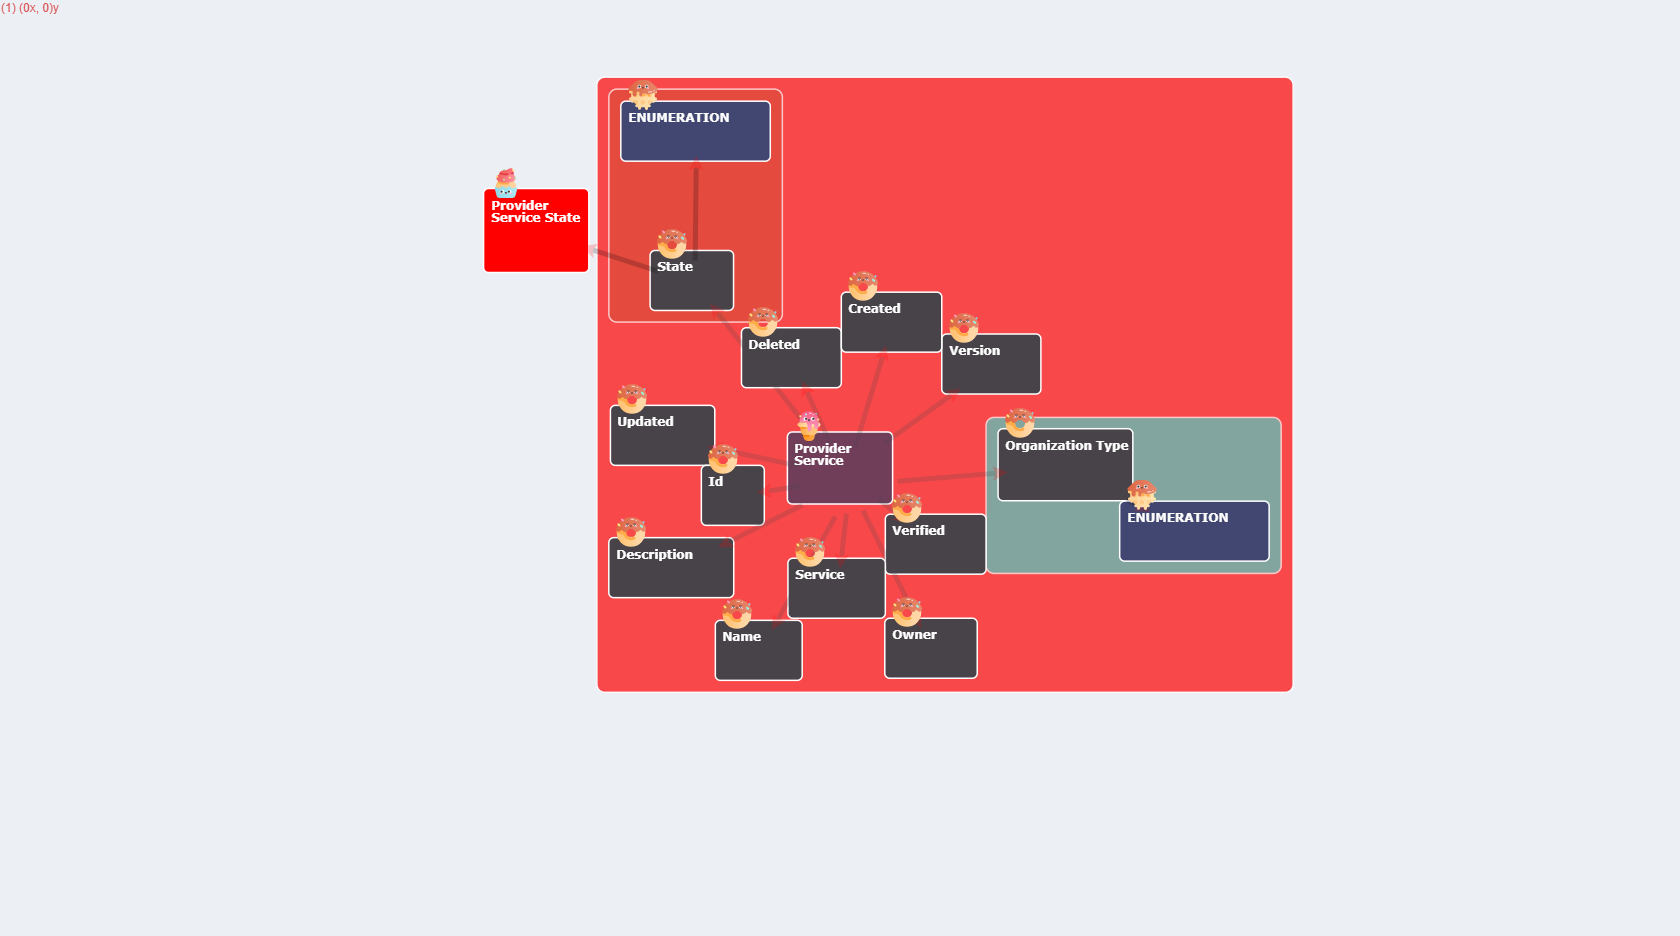 (1) (0x, 0)y
ENUMERATION
Provider
Service State
State
Created
Deleted
Version
Updated
Provider
Service
Organization Type
Id
ENUMERATION
Verified
Description
Service
Name
Owner